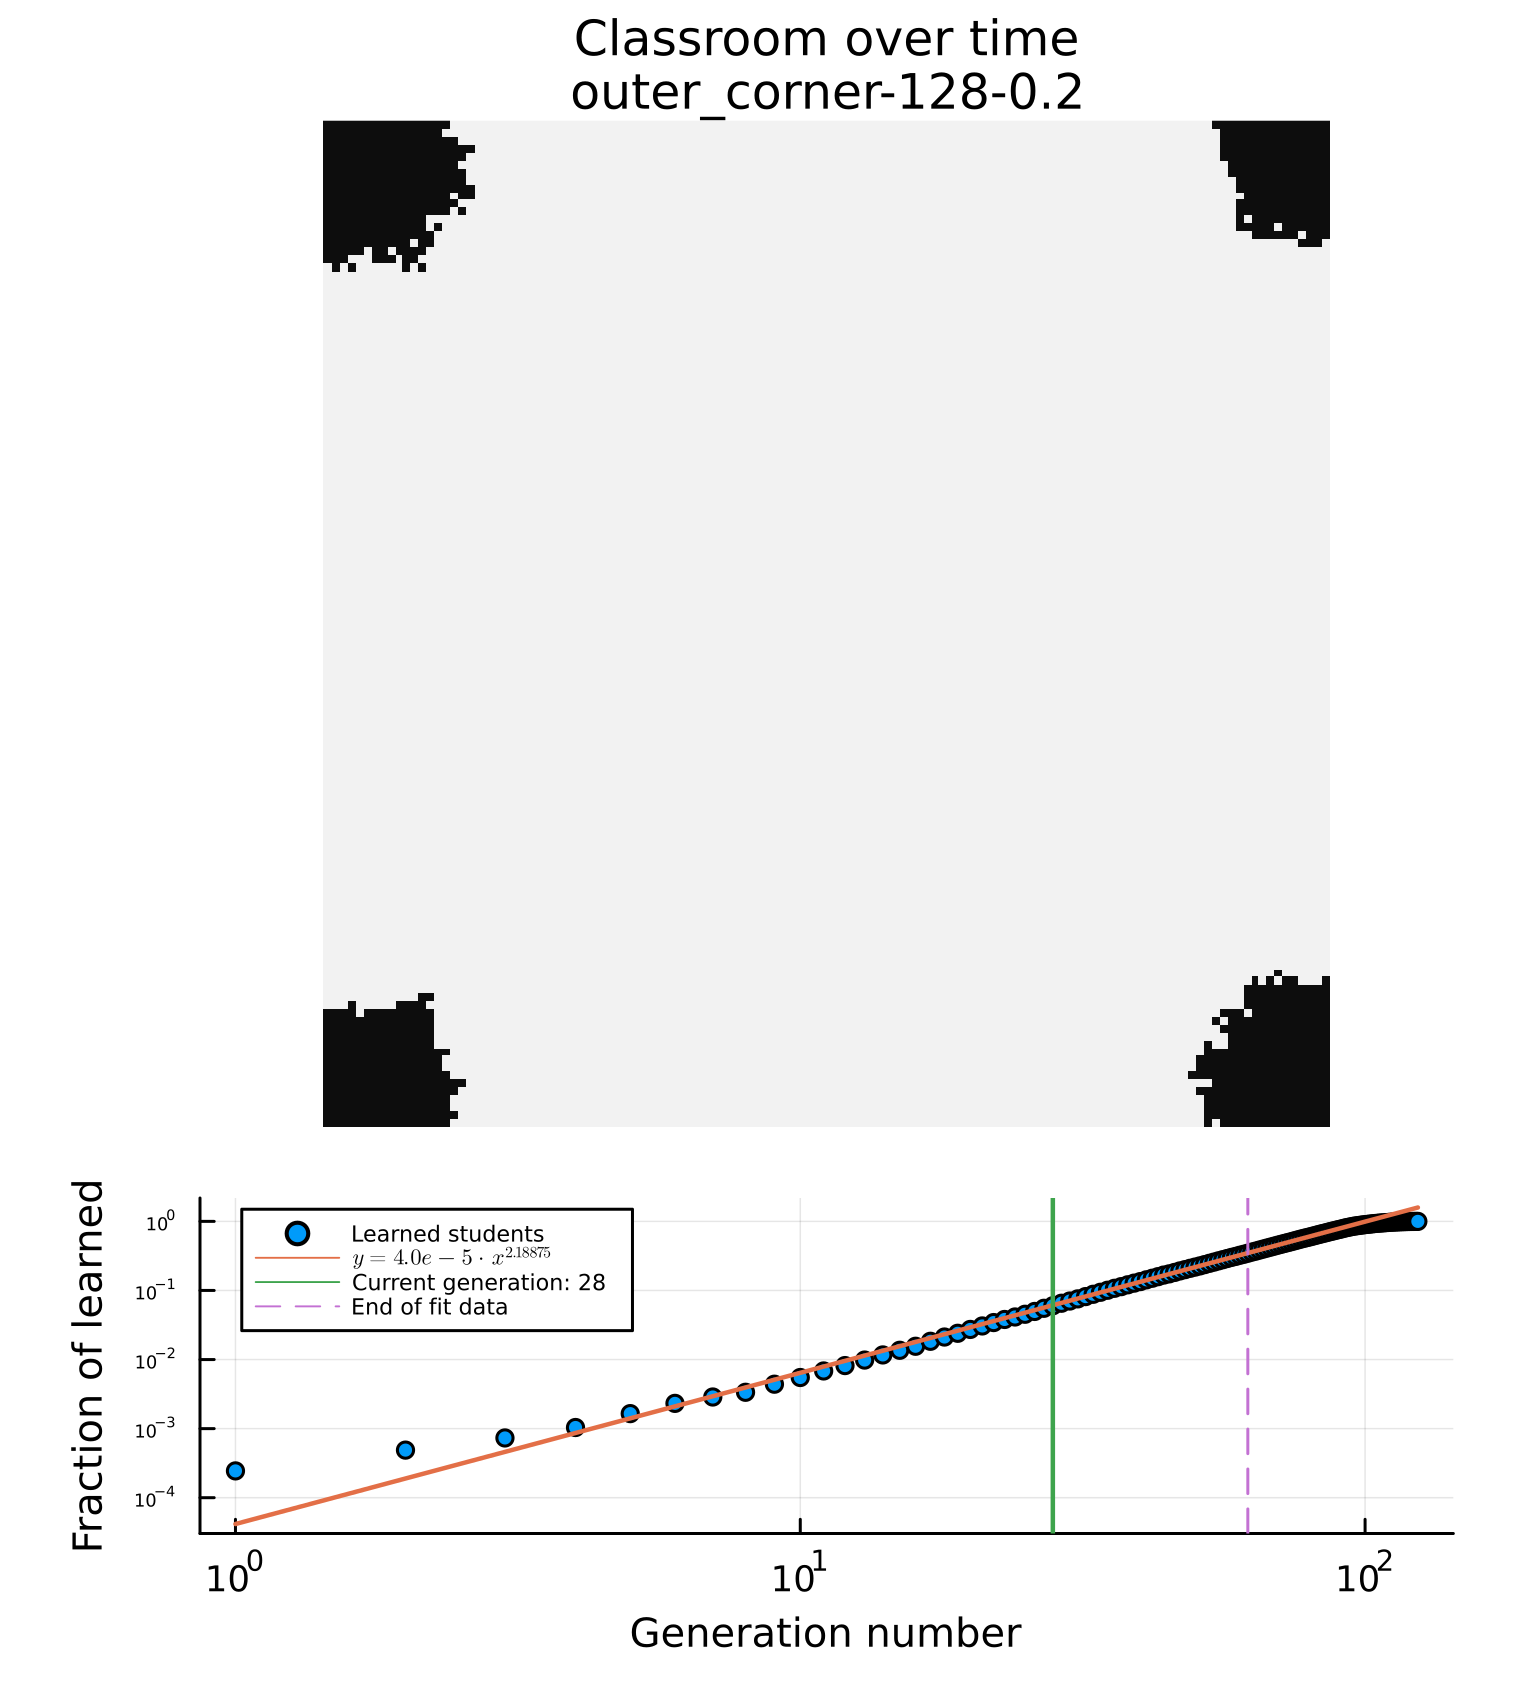 Classroom over time
outer_corner-128-0.2
Learned students
y = 4.0e − 5 · x^2.18875
Current generation: 28
End of fit data
Fraction of learned
10^0
10^−1
10^−2
10^−3
10^−4
10^0 10^1 10^2
Generation number